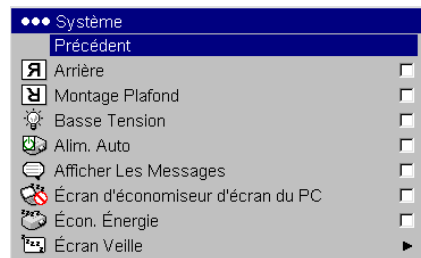 Système
Précédent
Arrière
Montage Plafond
Basse Tension
Alim. Auto
Afficher Les Messages
Écran d'économiseur d'écran du PC
Écon. Énergie
Écran Veille